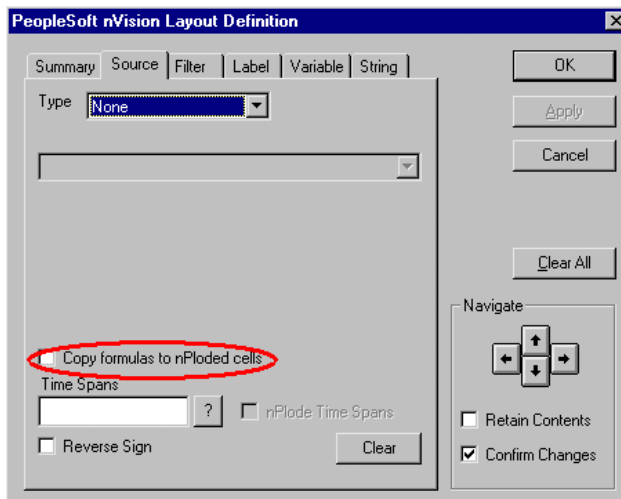 PeopleSoft nVision Layout Definition
Summary Source Filter Label Variable String
Type None
Copy formulas to nPloded cells
Time Spans
? nPlode Time Spans
Reverse Sign Clear
OK
Apply
Cancel
Clear All
Navigate
Retain Contents
Confirm Changes